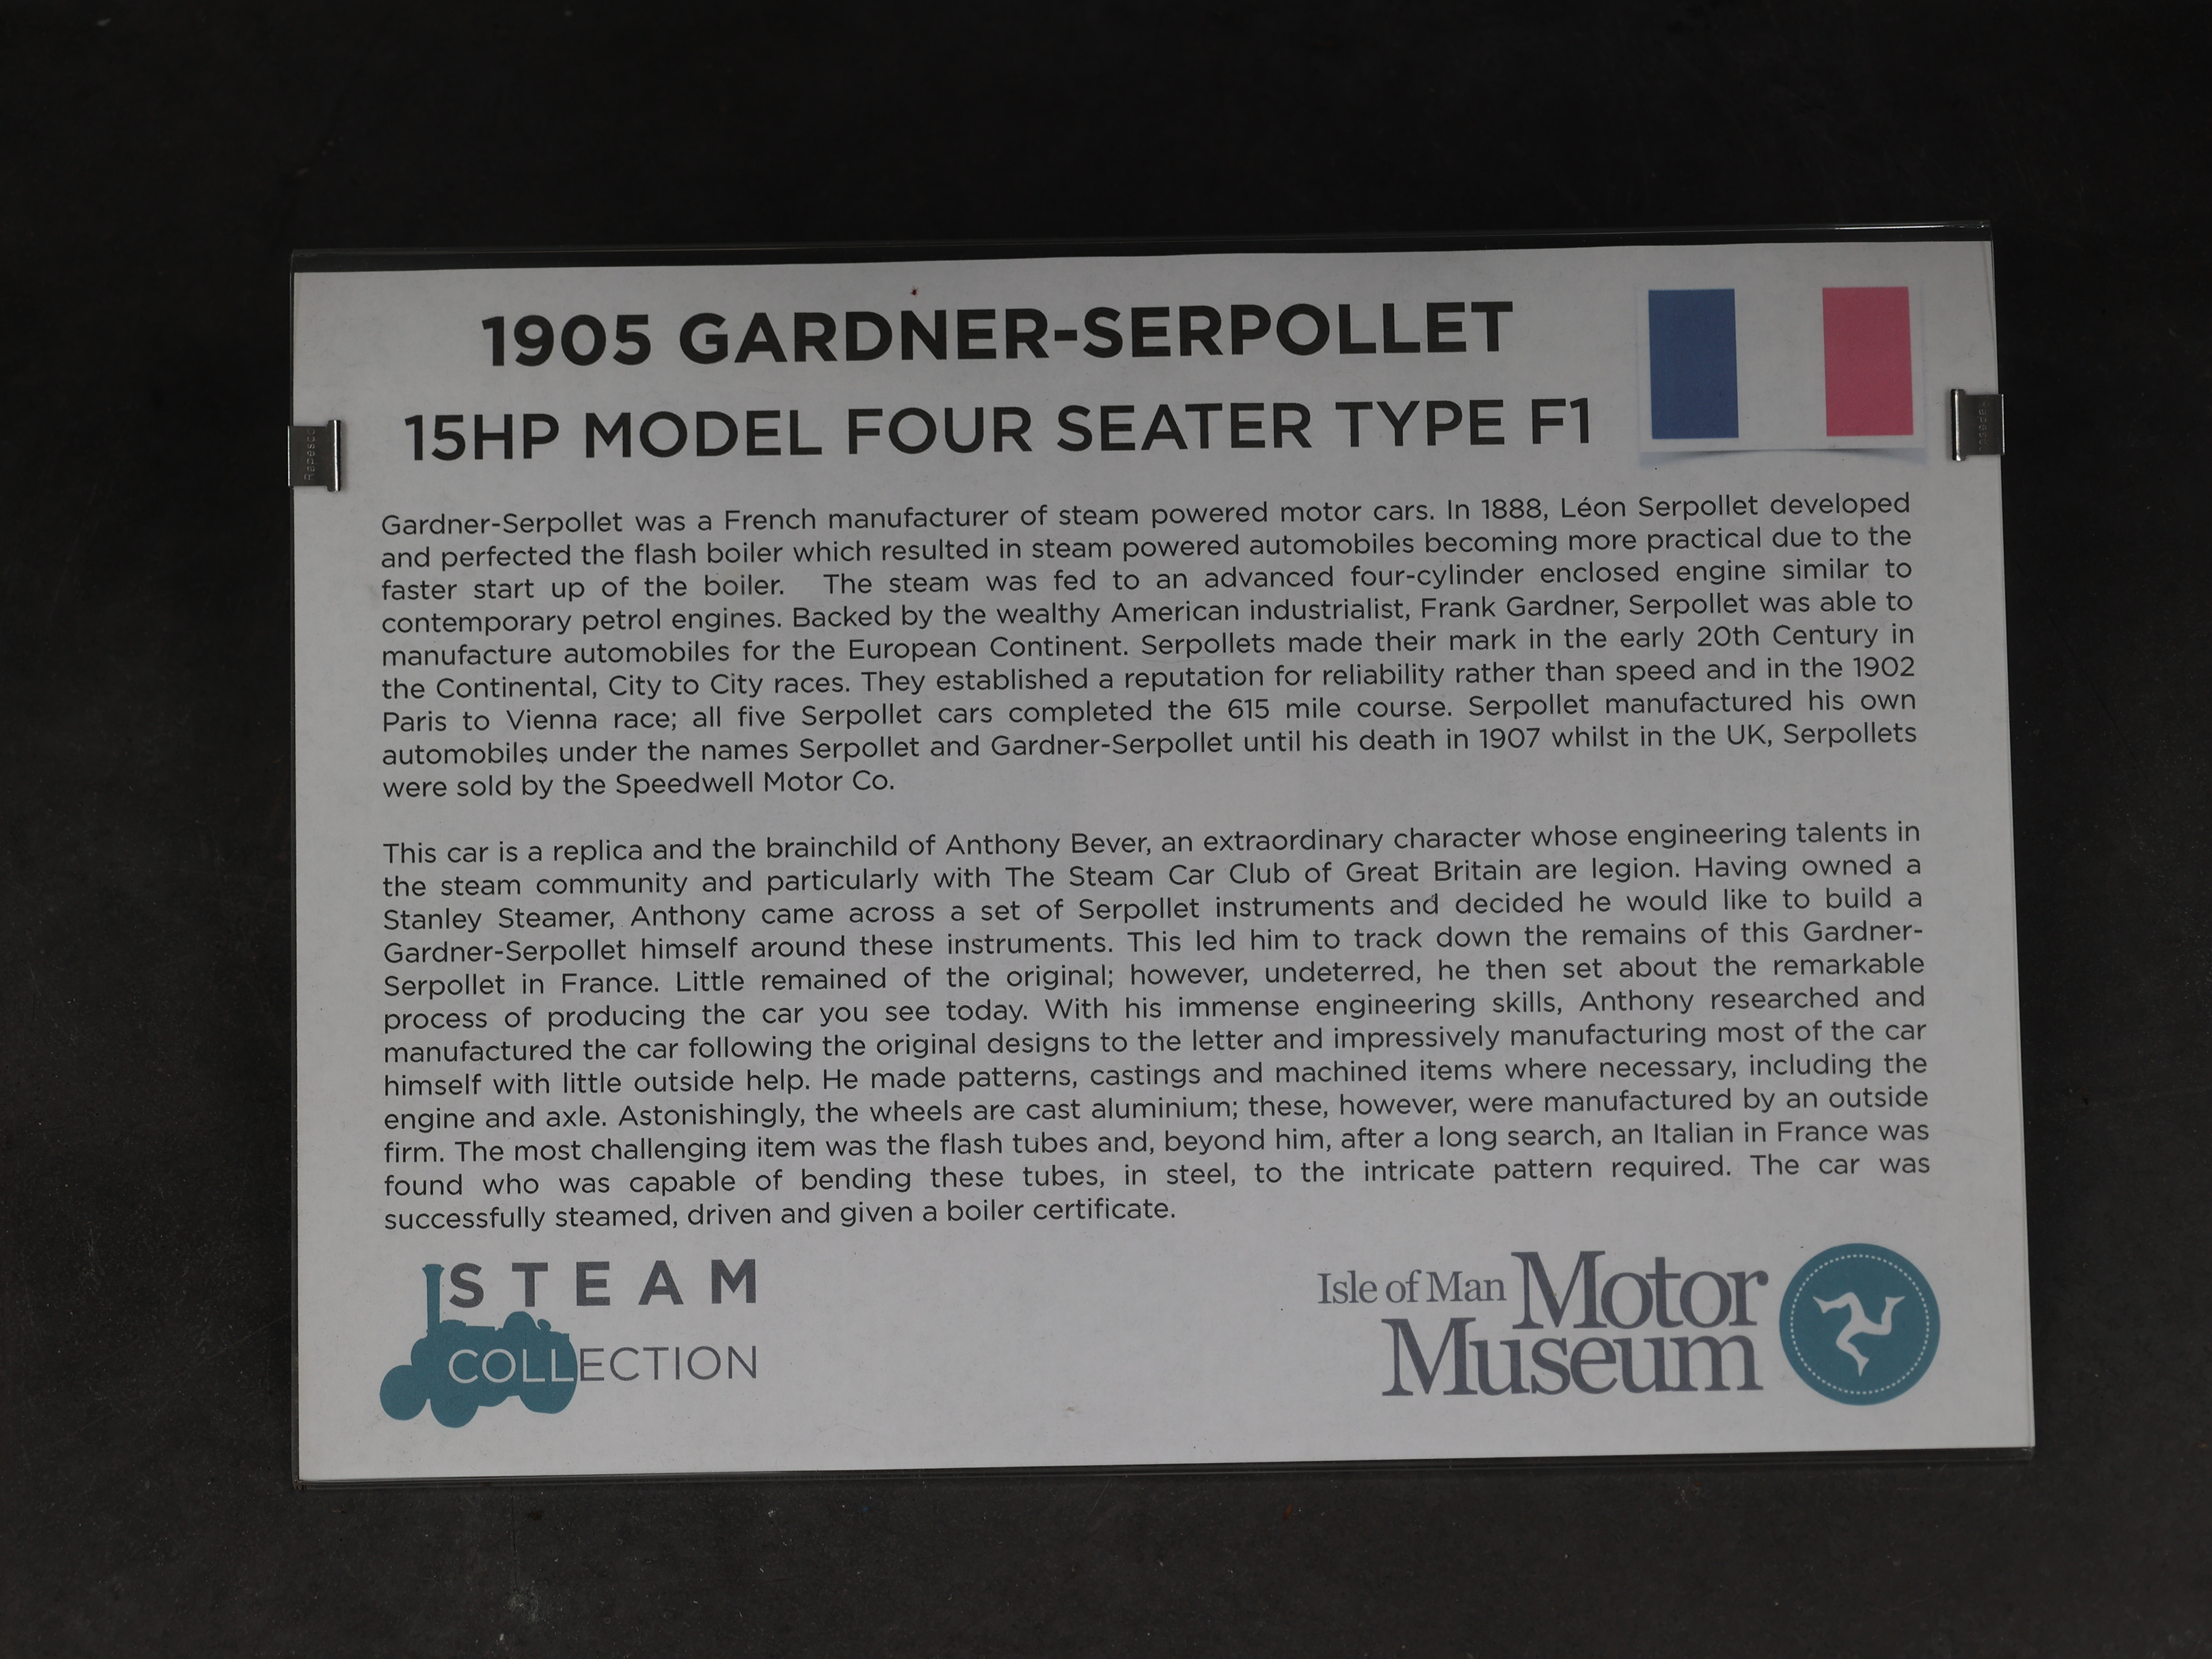 1905 GARDNER-SERPOLLET
15HP MODEL FOUR SEATER TYPE F1
Rapesco
Gardner-Serpollet was a French manufacturer of steam powered motor cars. In 1888, Léon Serpollet developed
and perfected the flash boiler which resulted in steam powered automobiles becoming more practical due to the
faster start up of the boiler. The steam was fed to an advanced four-cylinder enclosed engine similar to
contemporary petrol engines. Backed by the wealthy American industrialist, Frank Gardner, Serpollet was able to
manufacture automobiles for the European Continent. Serpollets made their mark in the early 20th Century in
the Continental, City to City races. They established a reputation for reliability rather than speed and in the 1902
Paris to Vienna race; all five Serpollet cars completed the 615 mile course. Serpollet manufactured his own
automobiles under the names Serpollet and Gardner-Serpollet until his death in 1907 whilst in the UK, Serpollets
were sold by the Speedwell Motor Co.
This car is a replica and the brainchild of Anthony Bever, an extraordinary character whose engineering talents in
the steam community and particularly with The Steam Car Club of Great Britain are legion. Having owned a
Stanley Steamer, Anthony came across a set of Serpollet instruments and decided he would like to build a
Gardner-Serpollet himself around these instruments. This led him to track down the remains of this Gardner-
Serpollet in France. Little remained of the original; however, undeterred, he then set about the remarkable
process of producing the car you see today. With his immense engineering skills, Anthony researched and
manufactured the car following the original designs to the letter and impressively manufacturing most of the car
himself with little outside help. He made patterns, castings and machined items where necessary, including the
engine and axle. Astonishingly, the wheels are cast aluminium; these, however, were manufactured by an outside
firm. The most challenging item was the flash tubes and, beyond him, after a long search, an Italian in France was
found who was capable of bending these tubes, in steel, to the intricate pattern required. The car was
successfully steamed, driven and given a boiler certificate.
STEAM
COLLECTION
Isle of Man Motor
Museum